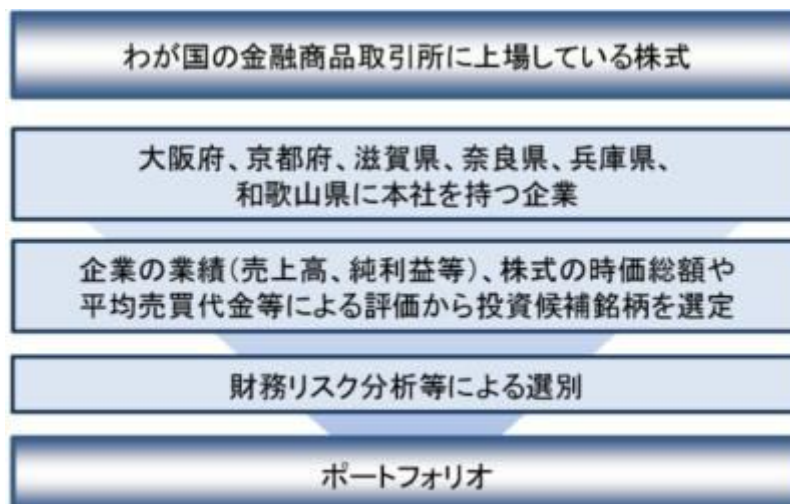 わが国の金融商品取引所に上場している株式
大阪府、京都府、滋賀県、奈良県、兵庫県、
和歌山県に本社を持つ企業
企業の業績(売上高、純利益等)、株式の時価総額や
平均売買代金等による評価から投資候補銘柄を選定
財務リスク分析等による選別
ポートフォリオ